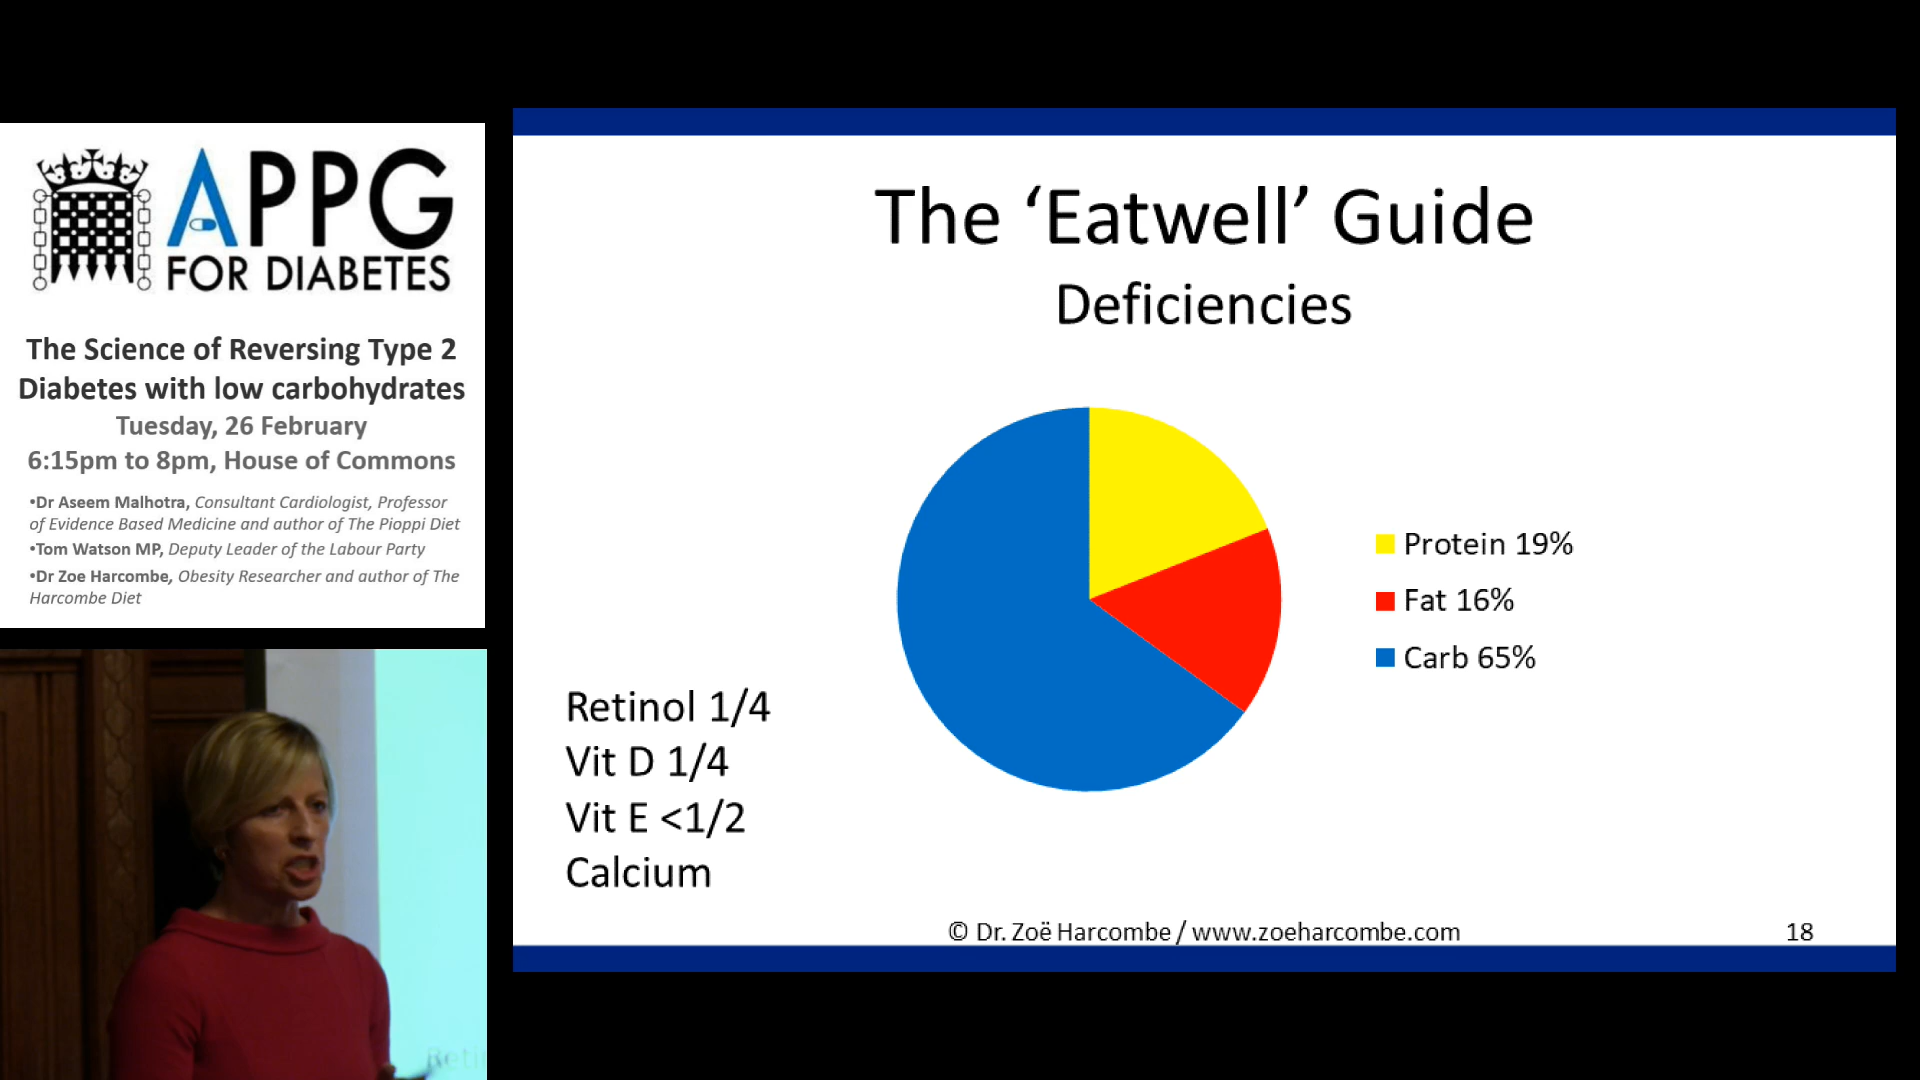 APPG
FOR DIABETES
The Science of Reversing Type 2
Diabetes with low carbohydrates
Tuesday, 26 February
6:15pm to 8pm, House of Commons
•Dr Aseem Malhotra, Consultant Cardiologist, Professor
of Evidence Based Medicine and author of The Pioppi Diet
•Tom Watson MP, Deputy Leader of the Labour Party
•Dr Zoe Harcombe, Obesity Researcher and author of The
Harcombe Diet
The ‘Eatwell’ Guide
Deficiencies
Protein 19%
Fat 16%
Carb 65%
Retinol 1/4
Vit D 1/4
Vit E <1/2
Calcium
© Dr. Zoë Harcombe / www.zoeharcombe.com
18